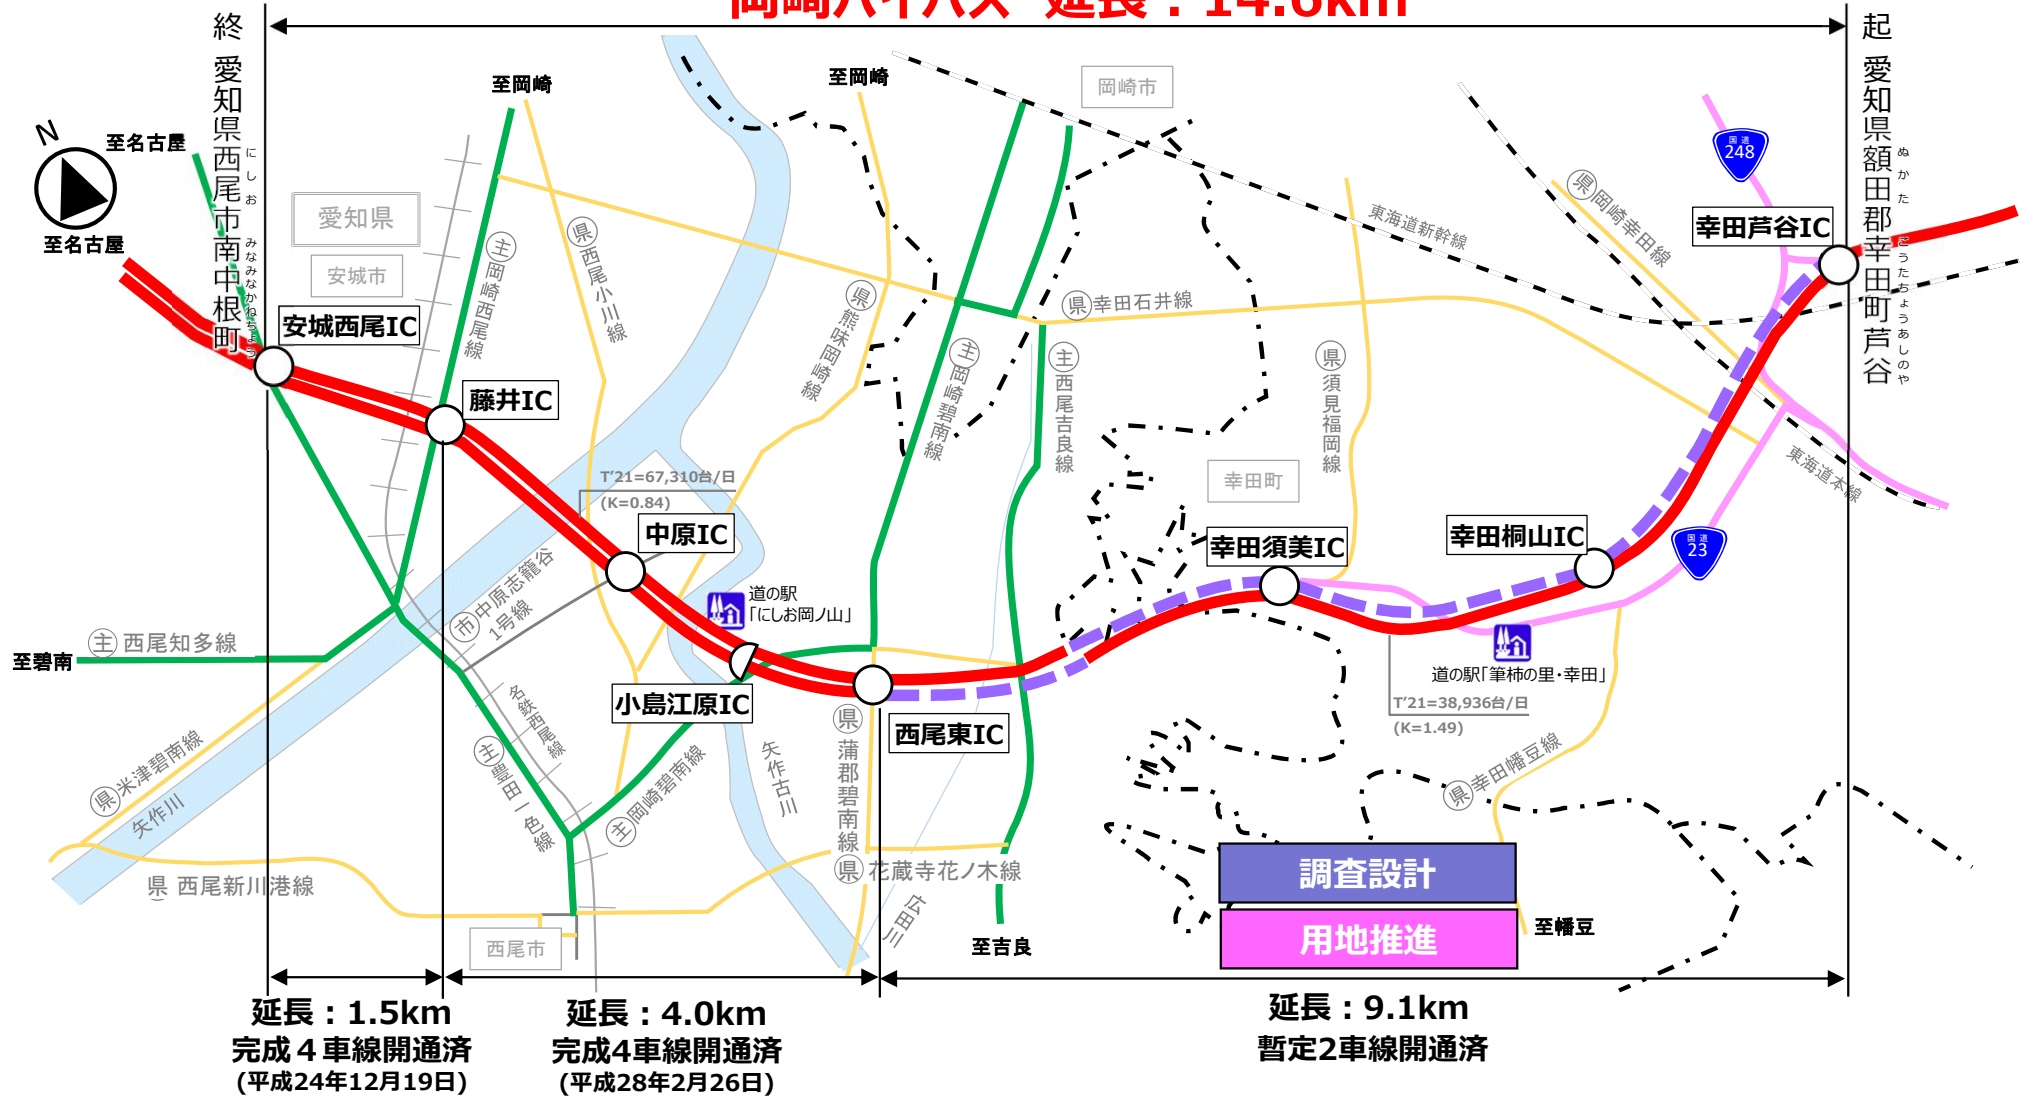 岡崎バイパス 延長：14.6km
終 愛知県西尾市南中根町
にしお
みなみなかねちょう
起 愛知県額田郡幸田町芦谷
ぬかた
こうたちょうあしのや
N
至名古屋
至名古屋
至岡崎
至岡崎
岡崎市
愛知県
安城市
国道
248
幸田芦谷IC
安城西尾IC
藤井IC
主 岡崎西尾線
県 西尾小川線
県 熊味岡崎線
県 幸田石井線
東海道新幹線
県 岡崎幸田線
主 岡崎碧南線
主 西尾吉良線
県 須見福岡線
東海道本線
T'21=67,310台/日
(K=0.84)
中原IC
幸田町
幸田須美IC
幸田桐山IC
国道
23
市 中原志籠谷
1号線
道の駅
「にしお岡ノ山」
主 西尾知多線
至碧南
小島江原IC
西尾東IC
道の駅「筆柿の里・幸田」
T'21=38,936台/日
(K=1.49)
名鉄西尾線
主 豊田一色線
主 岡崎碧南線
矢作古川
県 蒲郡碧南線
県 米津碧南線
矢作川
県 幸田幡豆線
県 西尾新川港線
県 花蔵寺花ノ木線
広田川
西尾市
至吉良
調査設計
用地推進
至幡豆
延長：1.5km
完成４車線開通済
(平成24年12月19日)
延長：4.0km
完成4車線開通済
(平成28年2月26日)
延長：9.1km
暫定2車線開通済